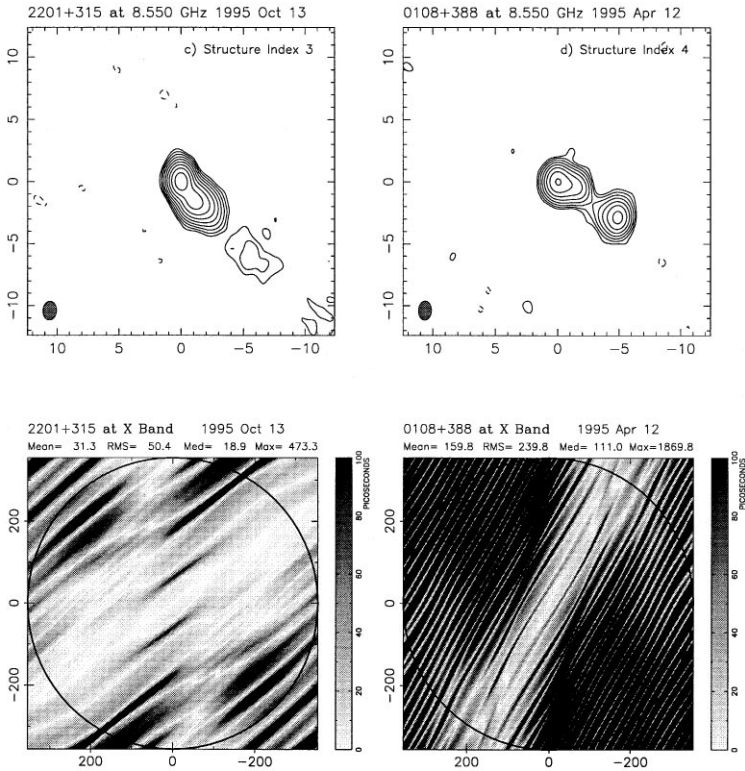 2201+315 at 8.550 GHz 1995 Oct 13
c) Structure Index 3
10
5
0
-5
-10
10 5 0 -5 -10
0108+388 at 8.550 GHz 1995 Apr 12
d) Structure Index 4
10
5
0
-5
-10
10 5 0 -5 -10
2201+315 at X Band 1995 Oct 13
Mean= 31.3 RMS= 50.4 Med= 18.9 Max= 473.3
200
0
-200
200 0 -200
100
80
60
40
20
0
PICOSECONDS
0108+388 at X Band 1995 Apr 12
Mean= 159.8 RMS= 239.8 Med= 111.0 Max=1869.8
200
0
-200
200 0 -200
100
80
60
40
20
0
PICOSECONDS